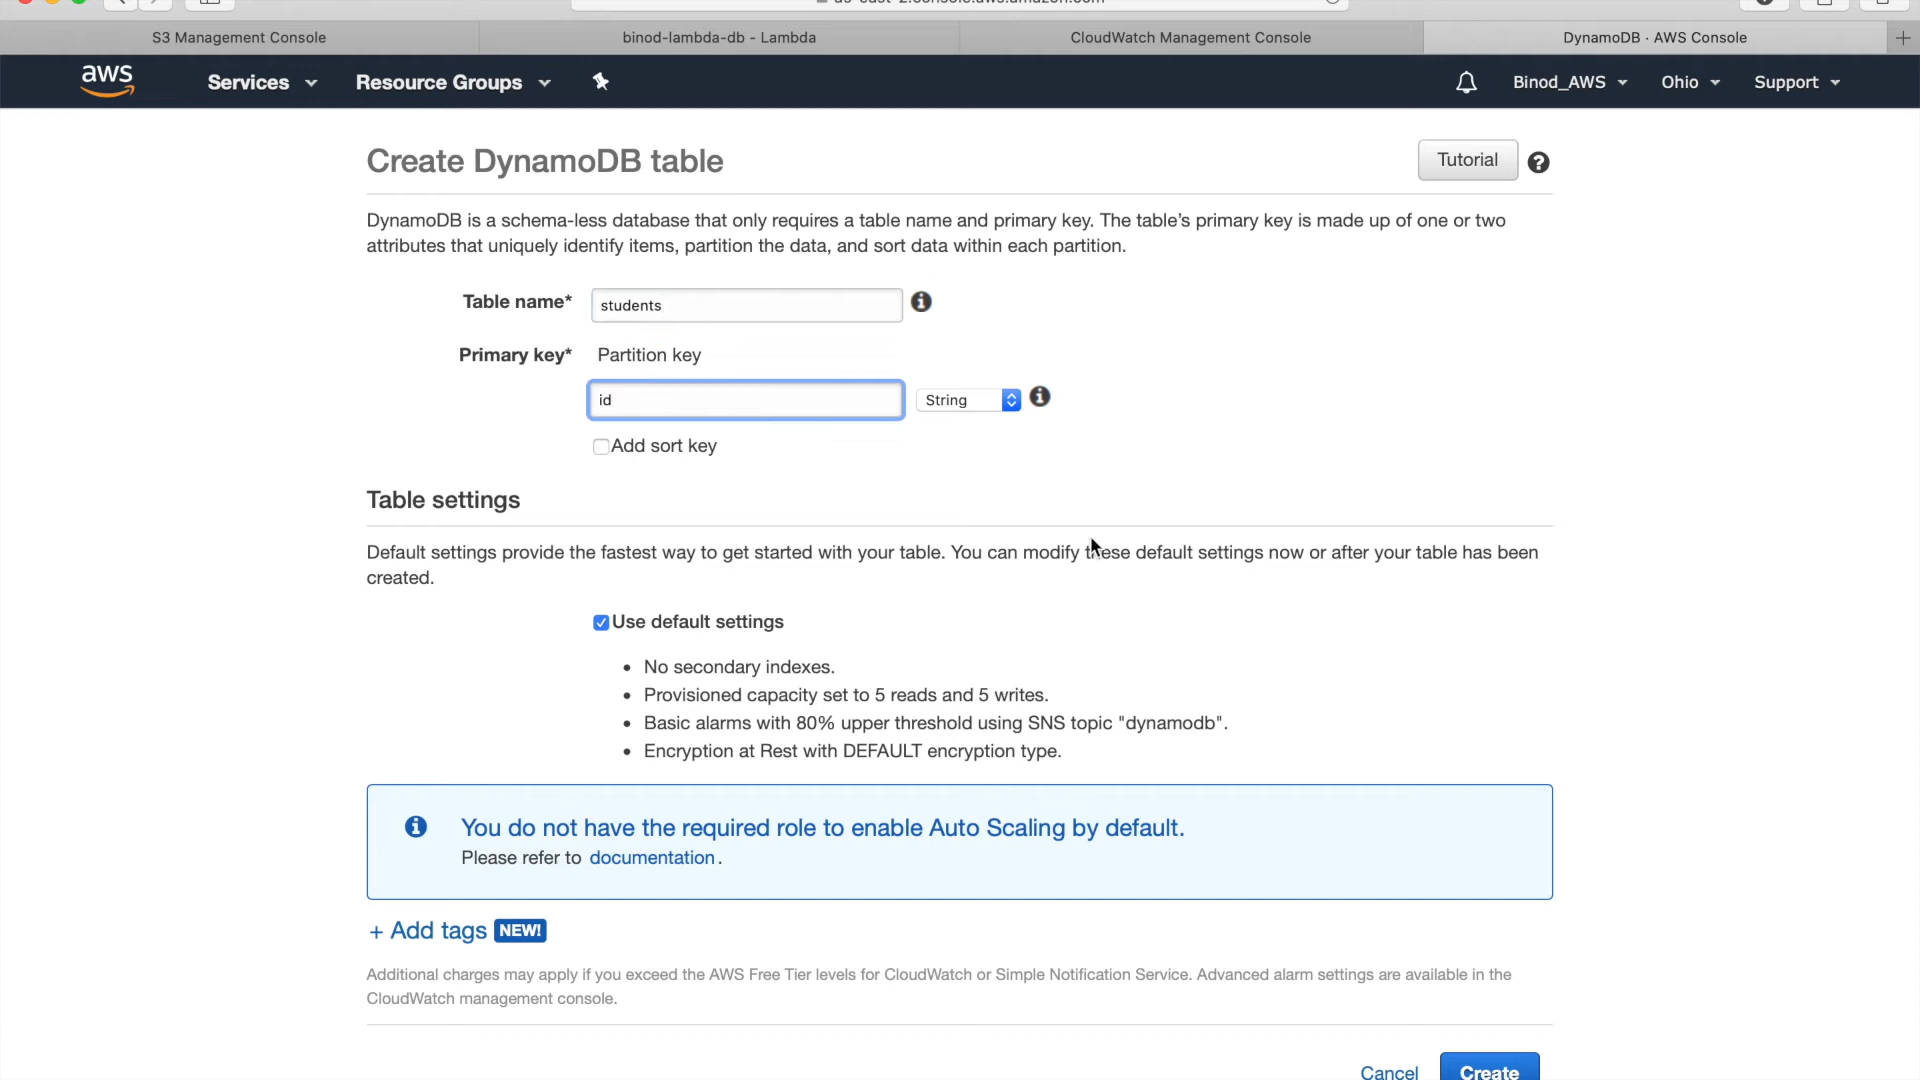 S3 Management Console
binod-lambda-db - Lambda
CloudWatch Management Console
DynamoDB · AWS Console
aws
Services
Resource Groups
Binod_AWS
Ohio
Support
Create DynamoDB table
Tutorial
DynamoDB is a schema-less database that only requires a table name and primary key. The table's primary key is made up of one or two
attributes that uniquely identify items, partition the data, and sort data within each partition.
Table name* students
Primary key* Partition key
id String
Add sort key
Table settings
Default settings provide the fastest way to get started with your table. You can modify these default settings now or after your table has been
created.
Use default settings
• No secondary indexes.
• Provisioned capacity set to 5 reads and 5 writes.
• Basic alarms with 80% upper threshold using SNS topic "dynamodb".
• Encryption at Rest with DEFAULT encryption type.
You do not have the required role to enable Auto Scaling by default.
Please refer to documentation.
+ Add tags NEW!
Additional charges may apply if you exceed the AWS Free Tier levels for CloudWatch or Simple Notification Service. Advanced alarm settings are available in the
CloudWatch management console.
Cancel Create